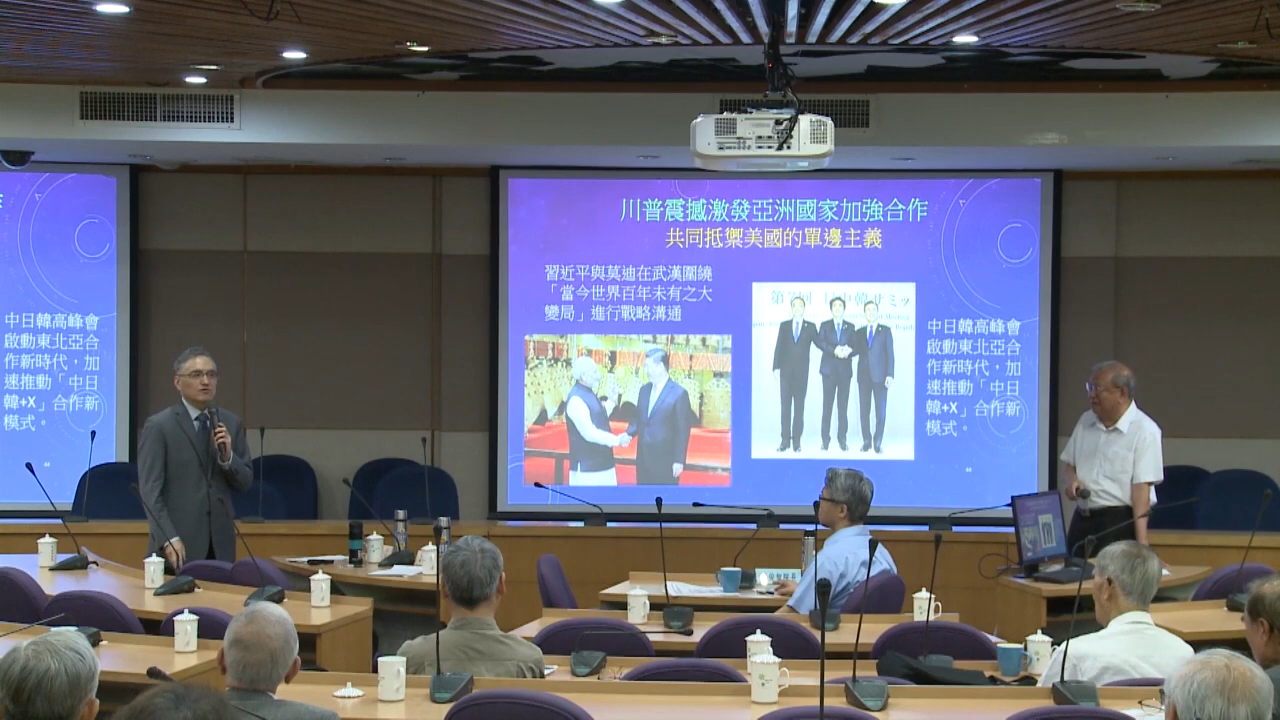 川普震撼激發亞洲國家加強合作
共同抵禦美國的單邊主義
習近平與莫迪在武漢圍繞
「當今世界百年未有之大
變局」進行戰略溝通
中日韓高峰會
啟動東北亞合
作新時代，加
速推動「中日
韓+X」合作新
模式。
作
中日韓高峰會
啟動東北亞合
作新時代，加
速推動「中日
韓+X」合作新
模式。